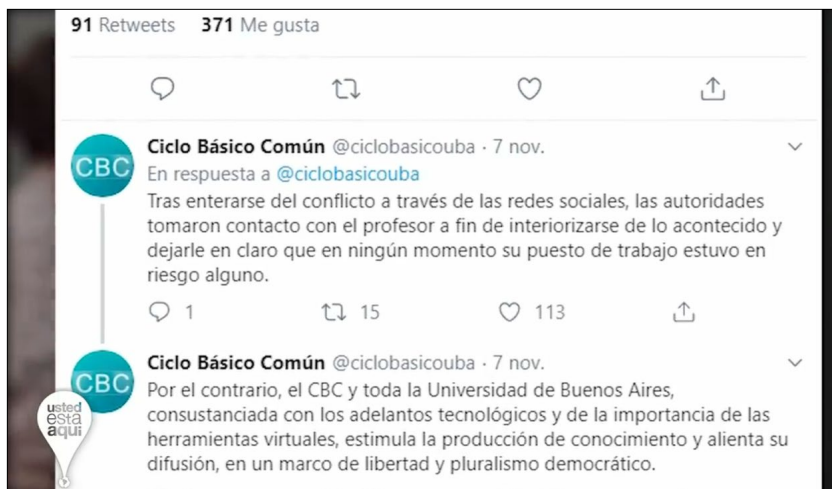 91 Retweets 371 Me gusta
CBC
Ciclo Básico Común @ciclobasicouba · 7 nov.
En respuesta a @ciclobasicouba
Tras enterarse del conflicto a través de las redes sociales, las autoridades
tomaron contacto con el profesor a fin de interiorizarse de lo acontecido y
dejarle en claro que en ningún momento su puesto de trabajo estuvo en
riesgo alguno.
1 15 113
CBC
Ciclo Básico Común @ciclobasicouba · 7 nov.
Por el contrario, el CBC y toda la Universidad de Buenos Aires,
consustanciada con los adelantos tecnológicos y de la importancia de las
herramientas virtuales, estimula la producción de conocimiento y alienta su
difusión, en un marco de libertad y pluralismo democrático.
usted
está
aquí